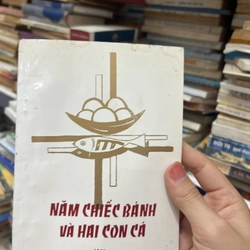 NĂM CHIẾC BÁNH
VÀ HAI CON CÁ